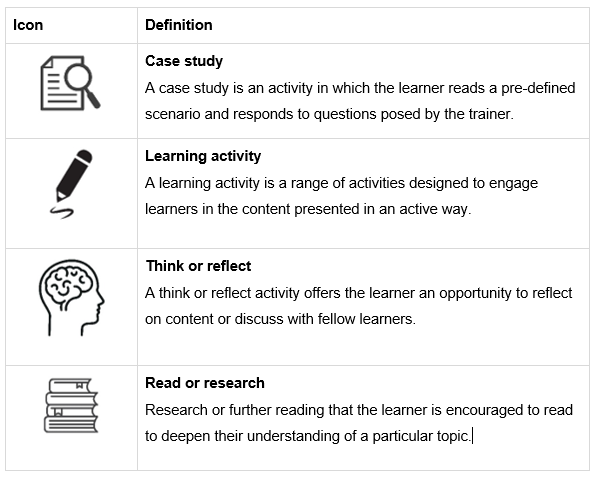 Icon
Definition
Case study
A case study is an activity in which the learner reads a pre-defined
scenario and responds to questions posed by the trainer.
Learning activity
A learning activity is a range of activities designed to engage
learners in the content presented in an active way.
Think or reflect
A think or reflect activity offers the learner an opportunity to reflect
on content or discuss with fellow learners.
Read or research
Research or further reading that the learner is encouraged to read
to deepen their understanding of a particular topic.